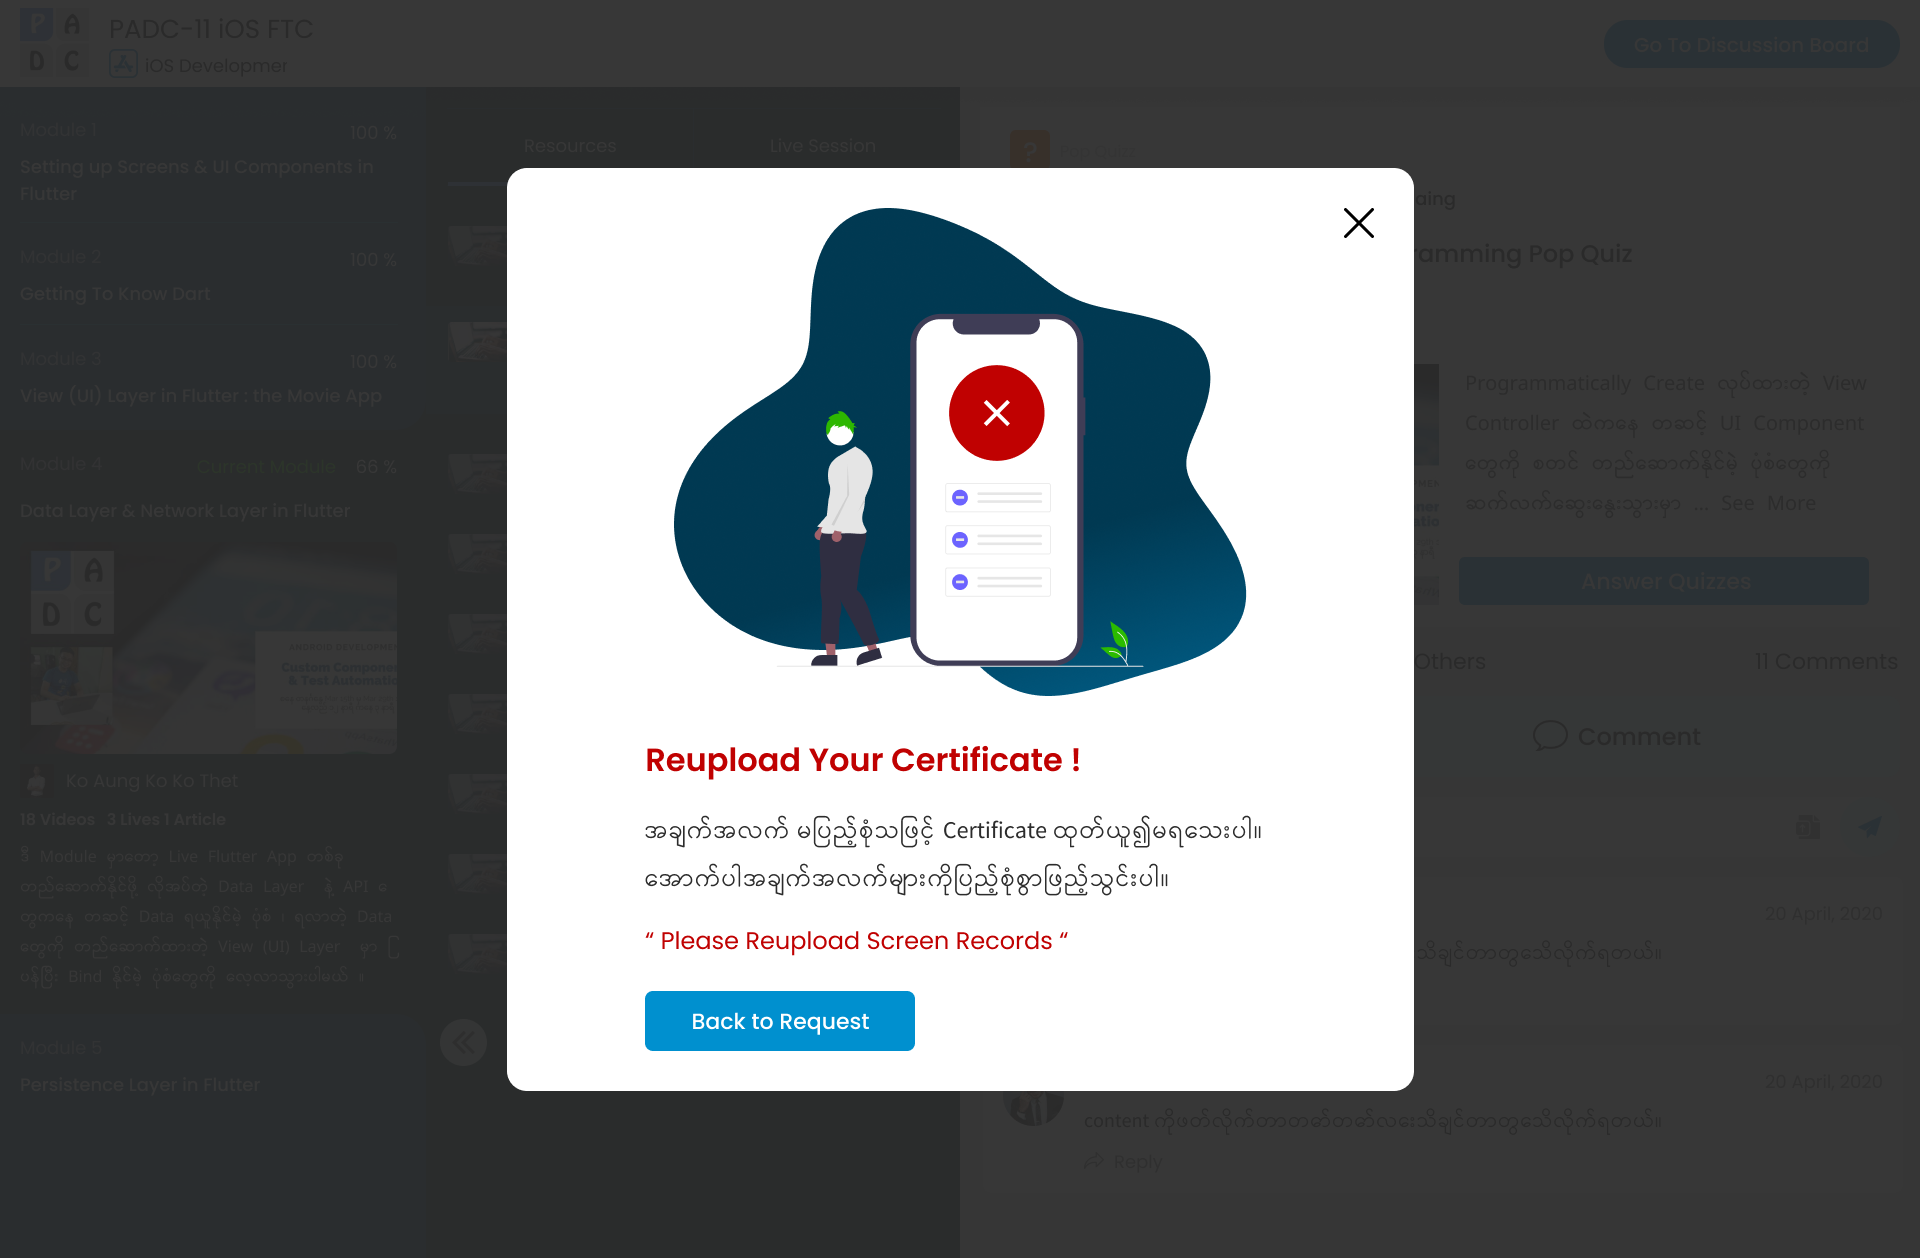 P A
D C
PADC-11 iOS FTC
iOS Developmer
Go To Discussion Board
Module 1
100 %
Setting up Screens & UI Components in
Flutter
Module 2
100 %
Getting To Know Dart
Module 3
100 %
View (UI) Layer in Flutter : the Movie App
Module 4
Current Module
66 %
Data Layer & Network Layer in Flutter
P A
D C
Custom Compone
& Test Automatio
Ko Aung Ko Ko Thet
18 Videos 3 Lives 1 Article
ဒီ Module မှာတော့ Live Flutter App တစ်ခု
တည်ဆောက်နိုင်ဖို့ လိုအပ်တဲ့ Data Layer နဲ့ API ေ
တွကနေ တဆင့် Data ရယူနိုင်မဲ့ ပုံစံ ၊ ရလာတဲ့ Data
တွေကို တည်ဆောက်ထားတဲ့ View (UI) Layer မှာ ြ
ပန်ပြီး Bind နိုင်မဲ့ ပုံစံတွေကို လေ့လာသွားပါမယ် ။
Module 5
Persistence Layer in Flutter
Resources
Live Session
?
aing
ramming Pop Quiz
Programmatically Create လုပ်ထားတဲ့ View
Controller ထဲကနေ တဆင့် UI Component
တွေကို စတင် တည်ဆောက်နိုင်မဲ့ ပုံစံတွေကို
ဆက်လက်ဆွေးနွေးသွားမှာ ... See More
Answer Quizzes
Others
11 Comments
Comment
20 April, 2020
သိချင်တာတွသေိလိုက်ရတယ်။
20 April, 2020
content ကိုဖတ်လိုက်တာတမော်တမော်လေးသိချင်တာတွသေိလိုက်ရတယ်။
Reply
Reupload Your Certificate !
အချက်အလက် မပြည့်စုံသဖြင့် Certificate ထုတ်ယူ၍မရသေးပါ။
အောက်ပါအချက်အလက်များကိုပြည့်စုံစွာဖြည့်သွင်းပါ။
“ Please Reupload Screen Records “
Back to Request